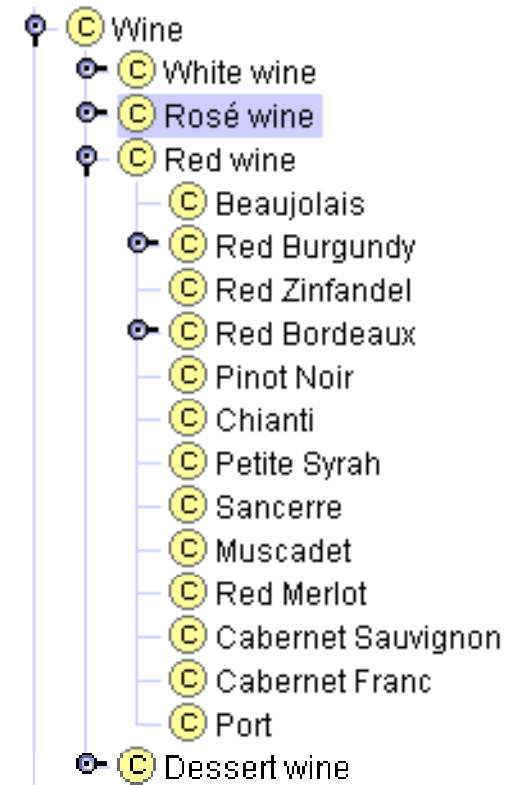 C Wine
C White wine
C Rosé wine
C Red wine
C Beaujolais
C Red Burgundy
C Red Zinfandel
C Red Bordeaux
C Pinot Noir
C Chianti
C Petite Syrah
C Sancerre
C Muscadet
C Red Merlot
C Cabernet Sauvignon
C Cabernet Franc
C Port
C Dessert wine